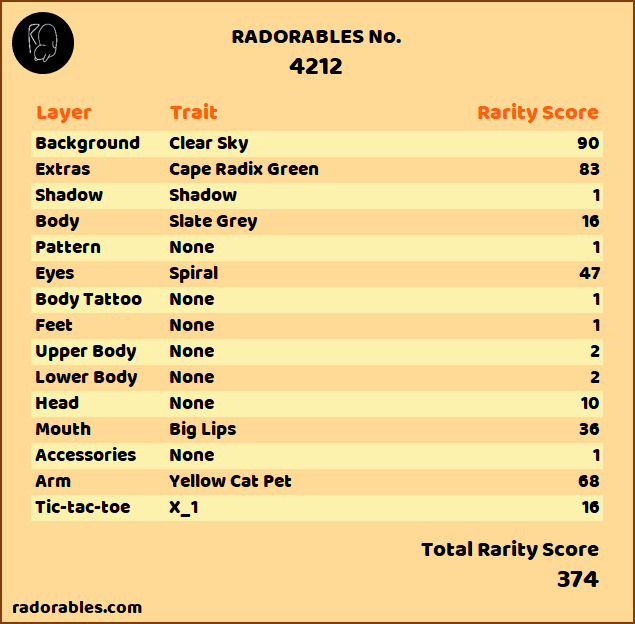 RADORABLES No.
4212
Layer Trait Rarity Score
Background Clear Sky 90
Extras Cape Radix Green 83
Shadow Shadow 1
Body Slate Grey 16
Pattern None 1
Eyes Spiral 47
Body Tattoo None 1
Feet None 1
Upper Body None 2
Lower Body None 2
Head None 10
Mouth Big Lips 36
Accessories None 1
Arm Yellow Cat Pet 68
Tic-tac-toe X_1 16
Total Rarity Score
374
radorables.com